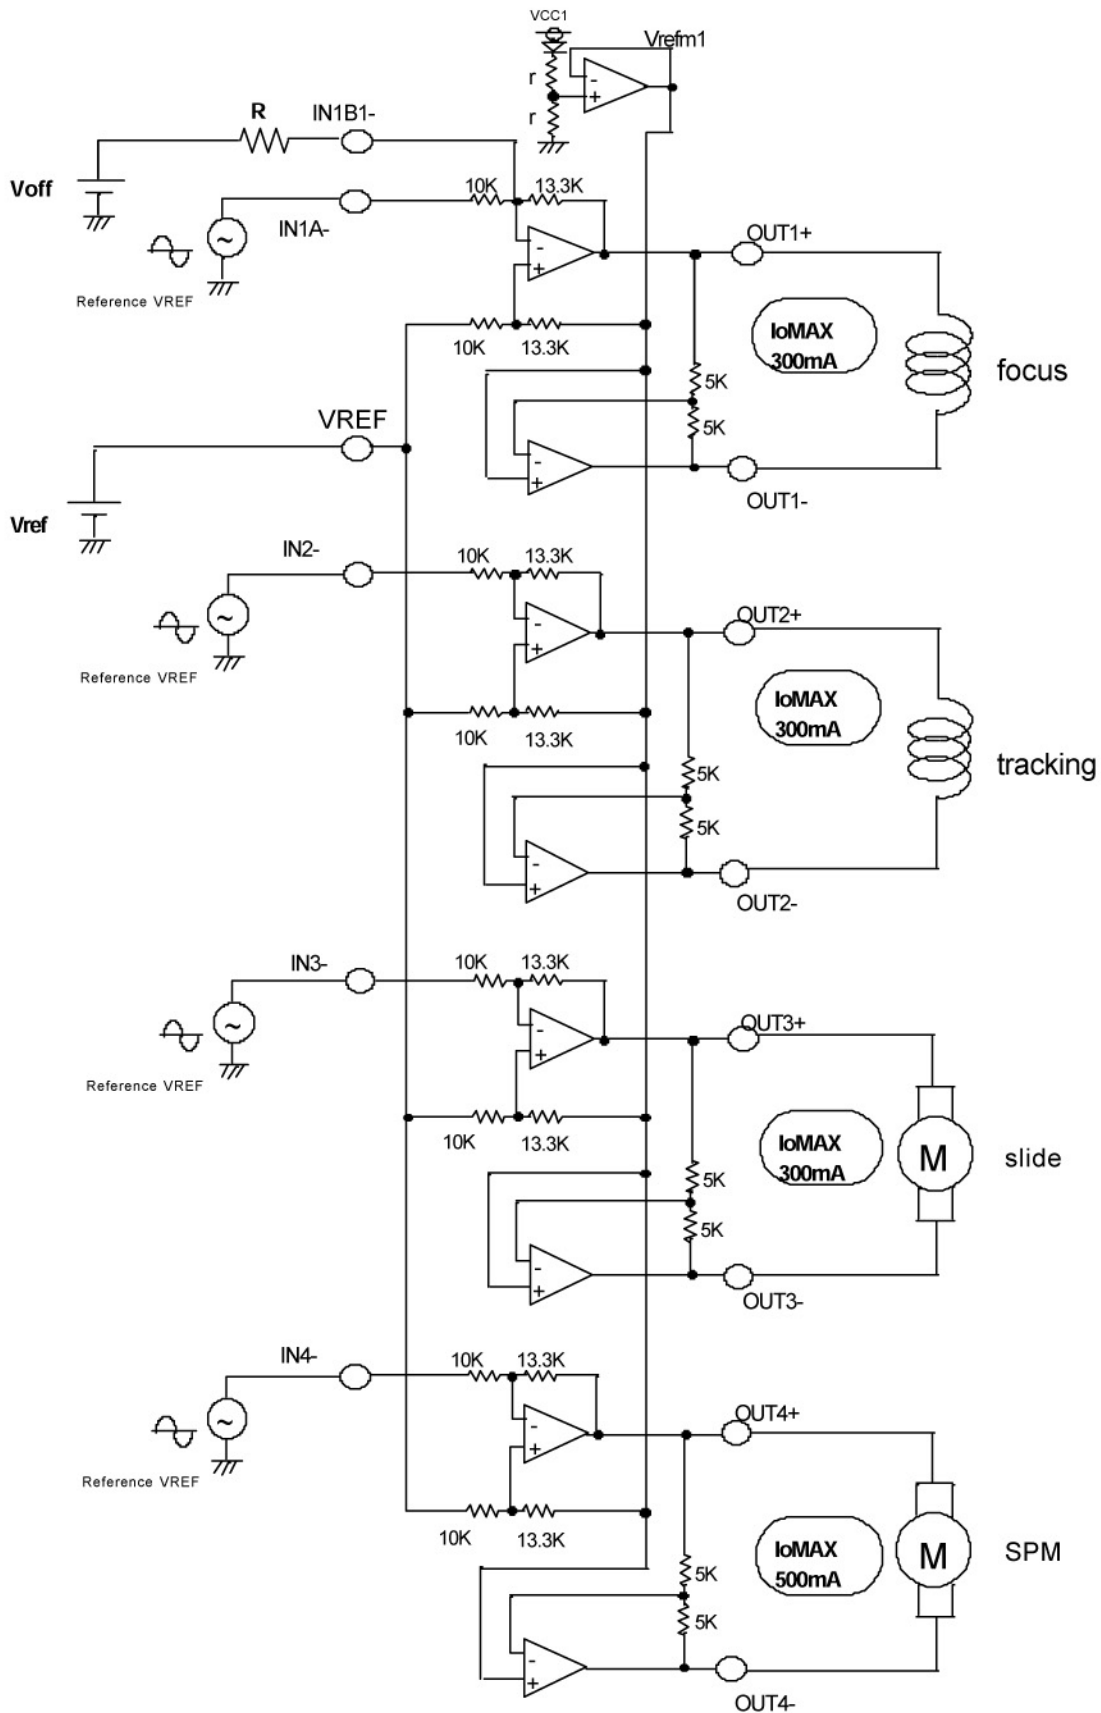 VCC1
Vrefm1
r
r
R
IN1B1-
Voff
10K
13.3K
IN1A-
~
Reference VREF
-
+
-
+
OUT1+
10K
13.3K
IoMAX
300mA
focus
5K
5K
VREF
-
+
OUT1-
Vref
IN2-
10K
13.3K
~
Reference VREF
-
+
OUT2+
10K
13.3K
IoMAX
300mA
tracking
5K
5K
-
+
OUT2-
IN3-
10K
13.3K
~
Reference VREF
-
+
OUT3+
10K
13.3K
IoMAX
300mA
M
slide
5K
5K
-
+
OUT3-
IN4-
10K
13.3K
~
Reference VREF
-
+
OUT4+
10K
13.3K
IoMAX
500mA
M
SPM
5K
5K
-
+
OUT4-